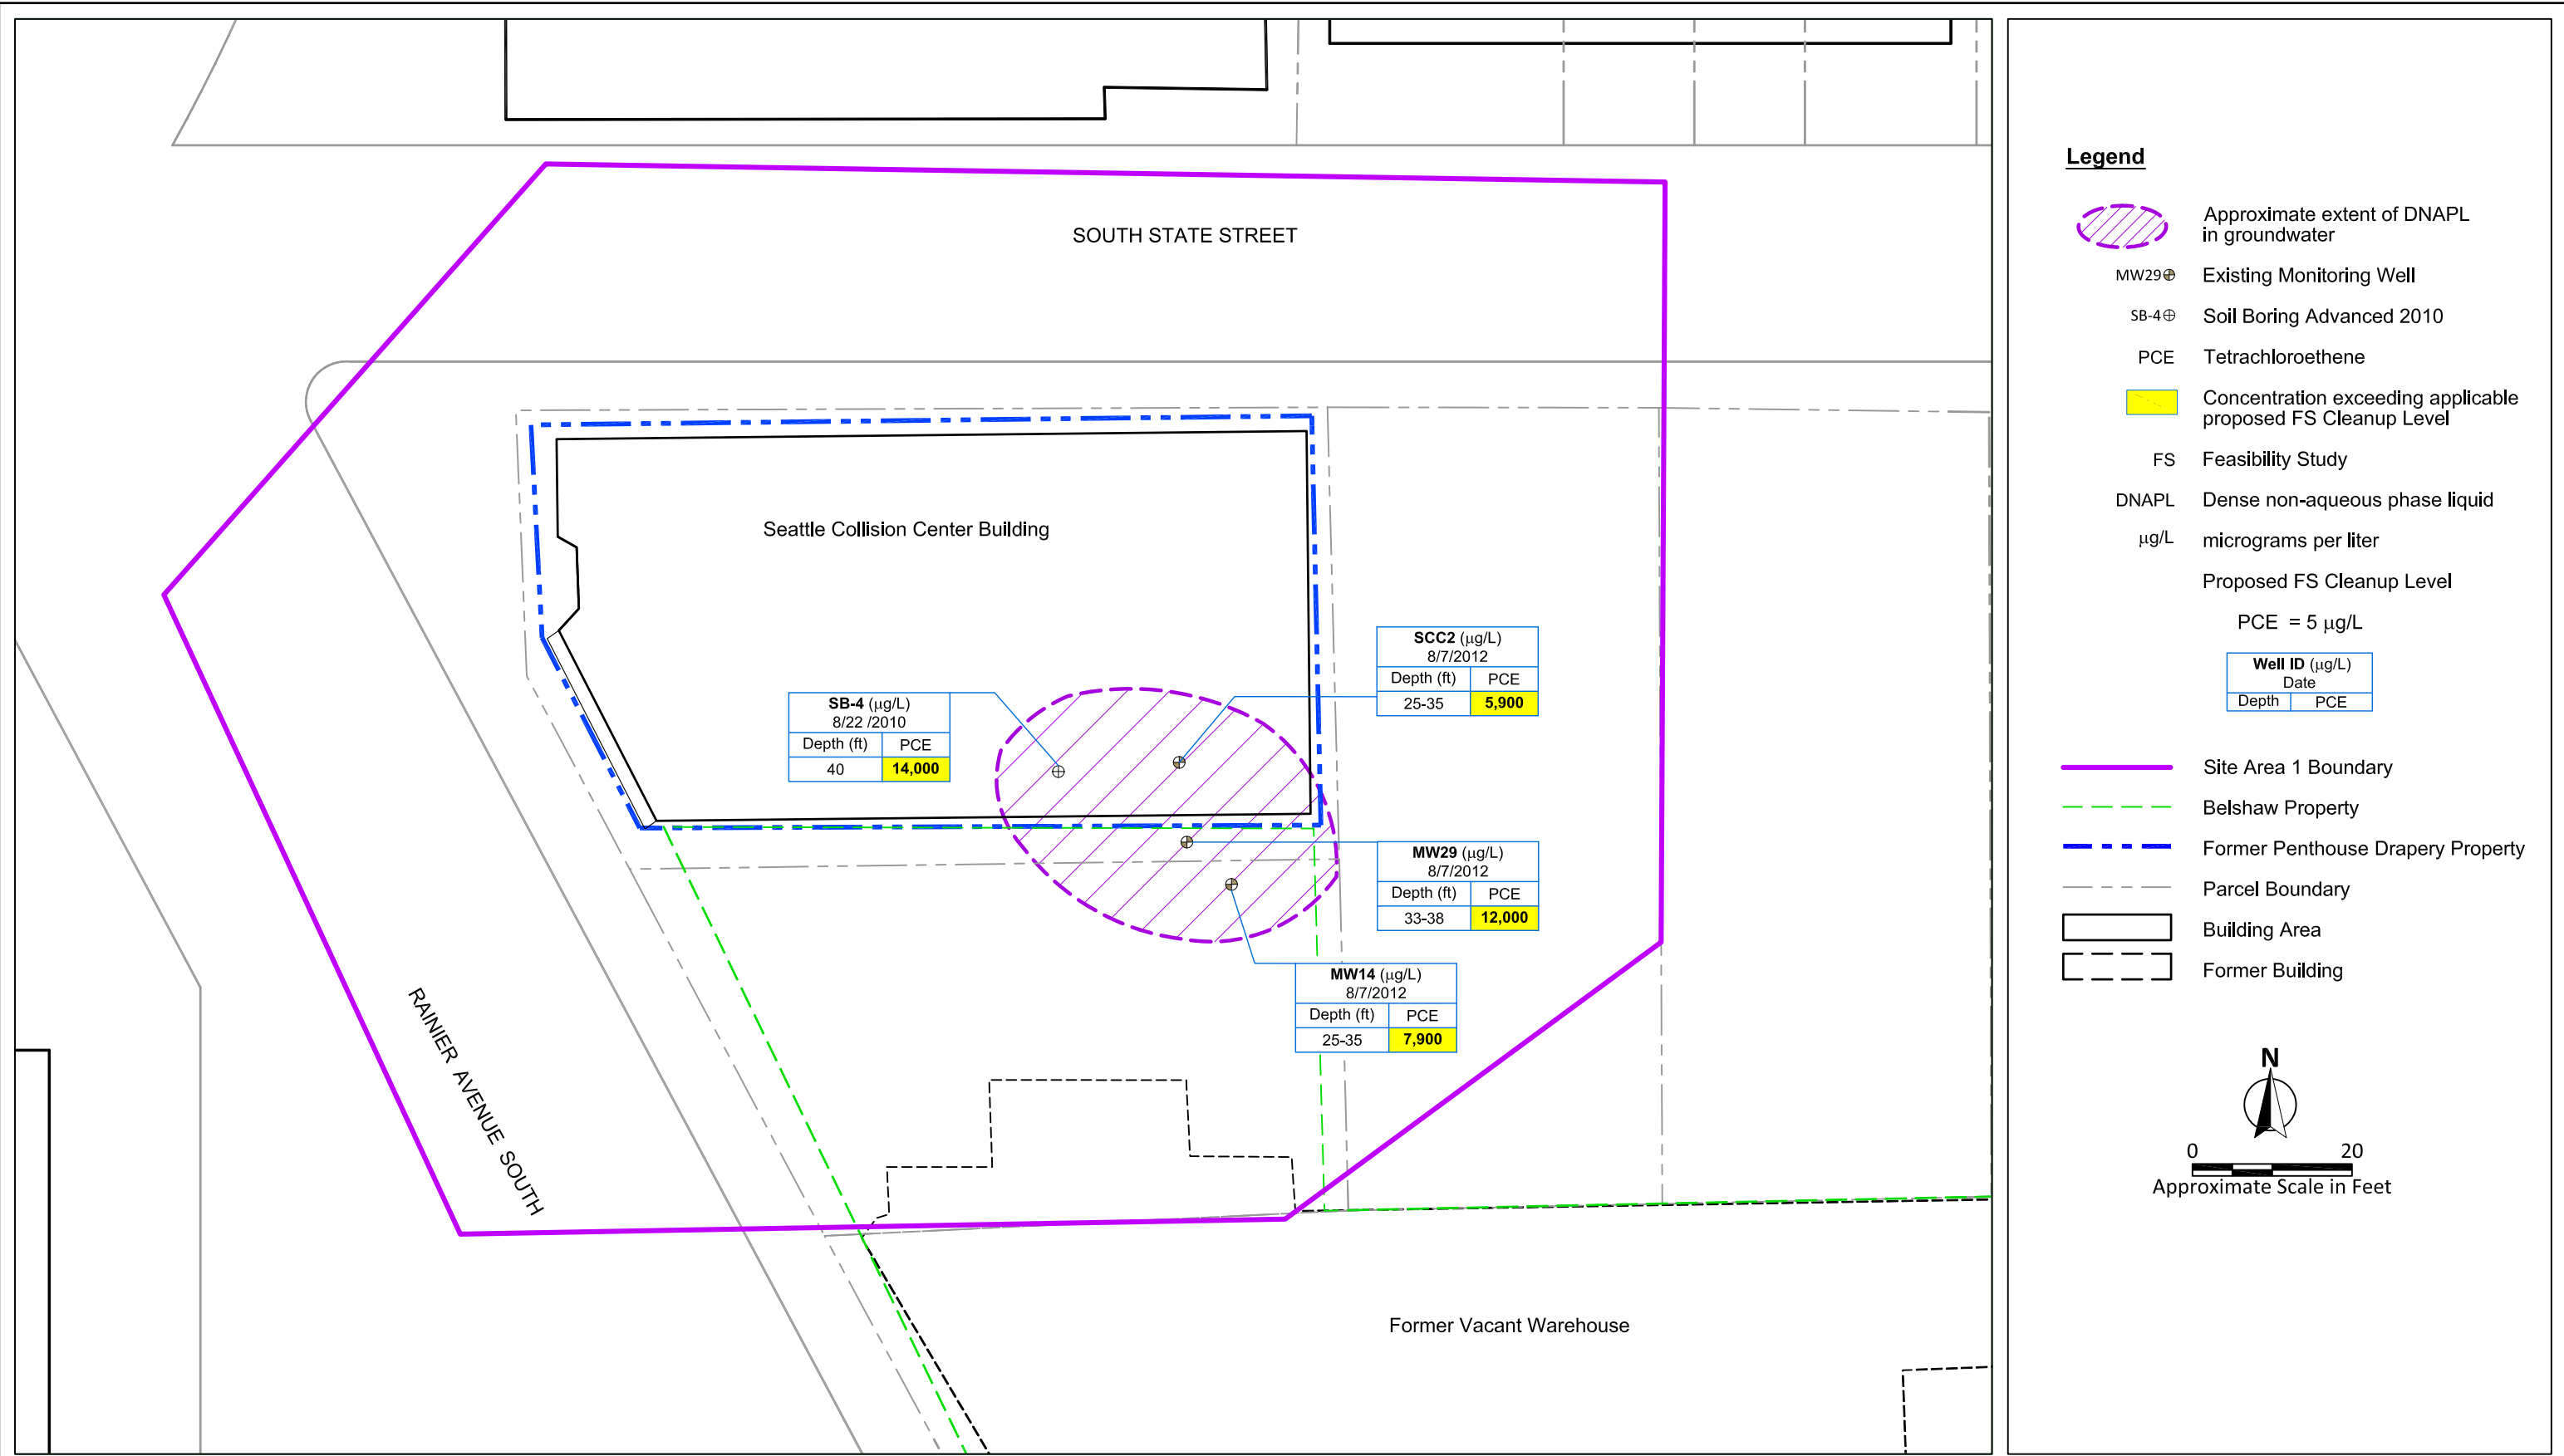 SOUTH STATE STREET
Seattle Collision Center Building
SCC2 (µg/L)
8/7/2012
Depth (ft) PCE
25-35 5,900
SB-4 (µg/L)
8/22 /2010
Depth (ft) PCE
40 14,000
MW29 (µg/L)
8/7/2012
Depth (ft) PCE
33-38 12,000
MW14 (µg/L)
8/7/2012
Depth (ft) PCE
25-35 7,900
RAINIER AVENUE SOUTH
Former Vacant Warehouse
Legend
Approximate extent of DNAPL
in groundwater
MW29 Existing Monitoring Well
SB-4 Soil Boring Advanced 2010
PCE Tetrachloroethene
Concentration exceeding applicable
proposed FS Cleanup Level
FS Feasibility Study
DNAPL Dense non-aqueous phase liquid
µg/L micrograms per liter
Proposed FS Cleanup Level
PCE = 5 µg/L
Well ID (µg/L)
Date
Depth PCE
Site Area 1 Boundary
Belshaw Property
Former Penthouse Drapery Property
Parcel Boundary
Building Area
Former Building
N
0 20
Approximate Scale in Feet